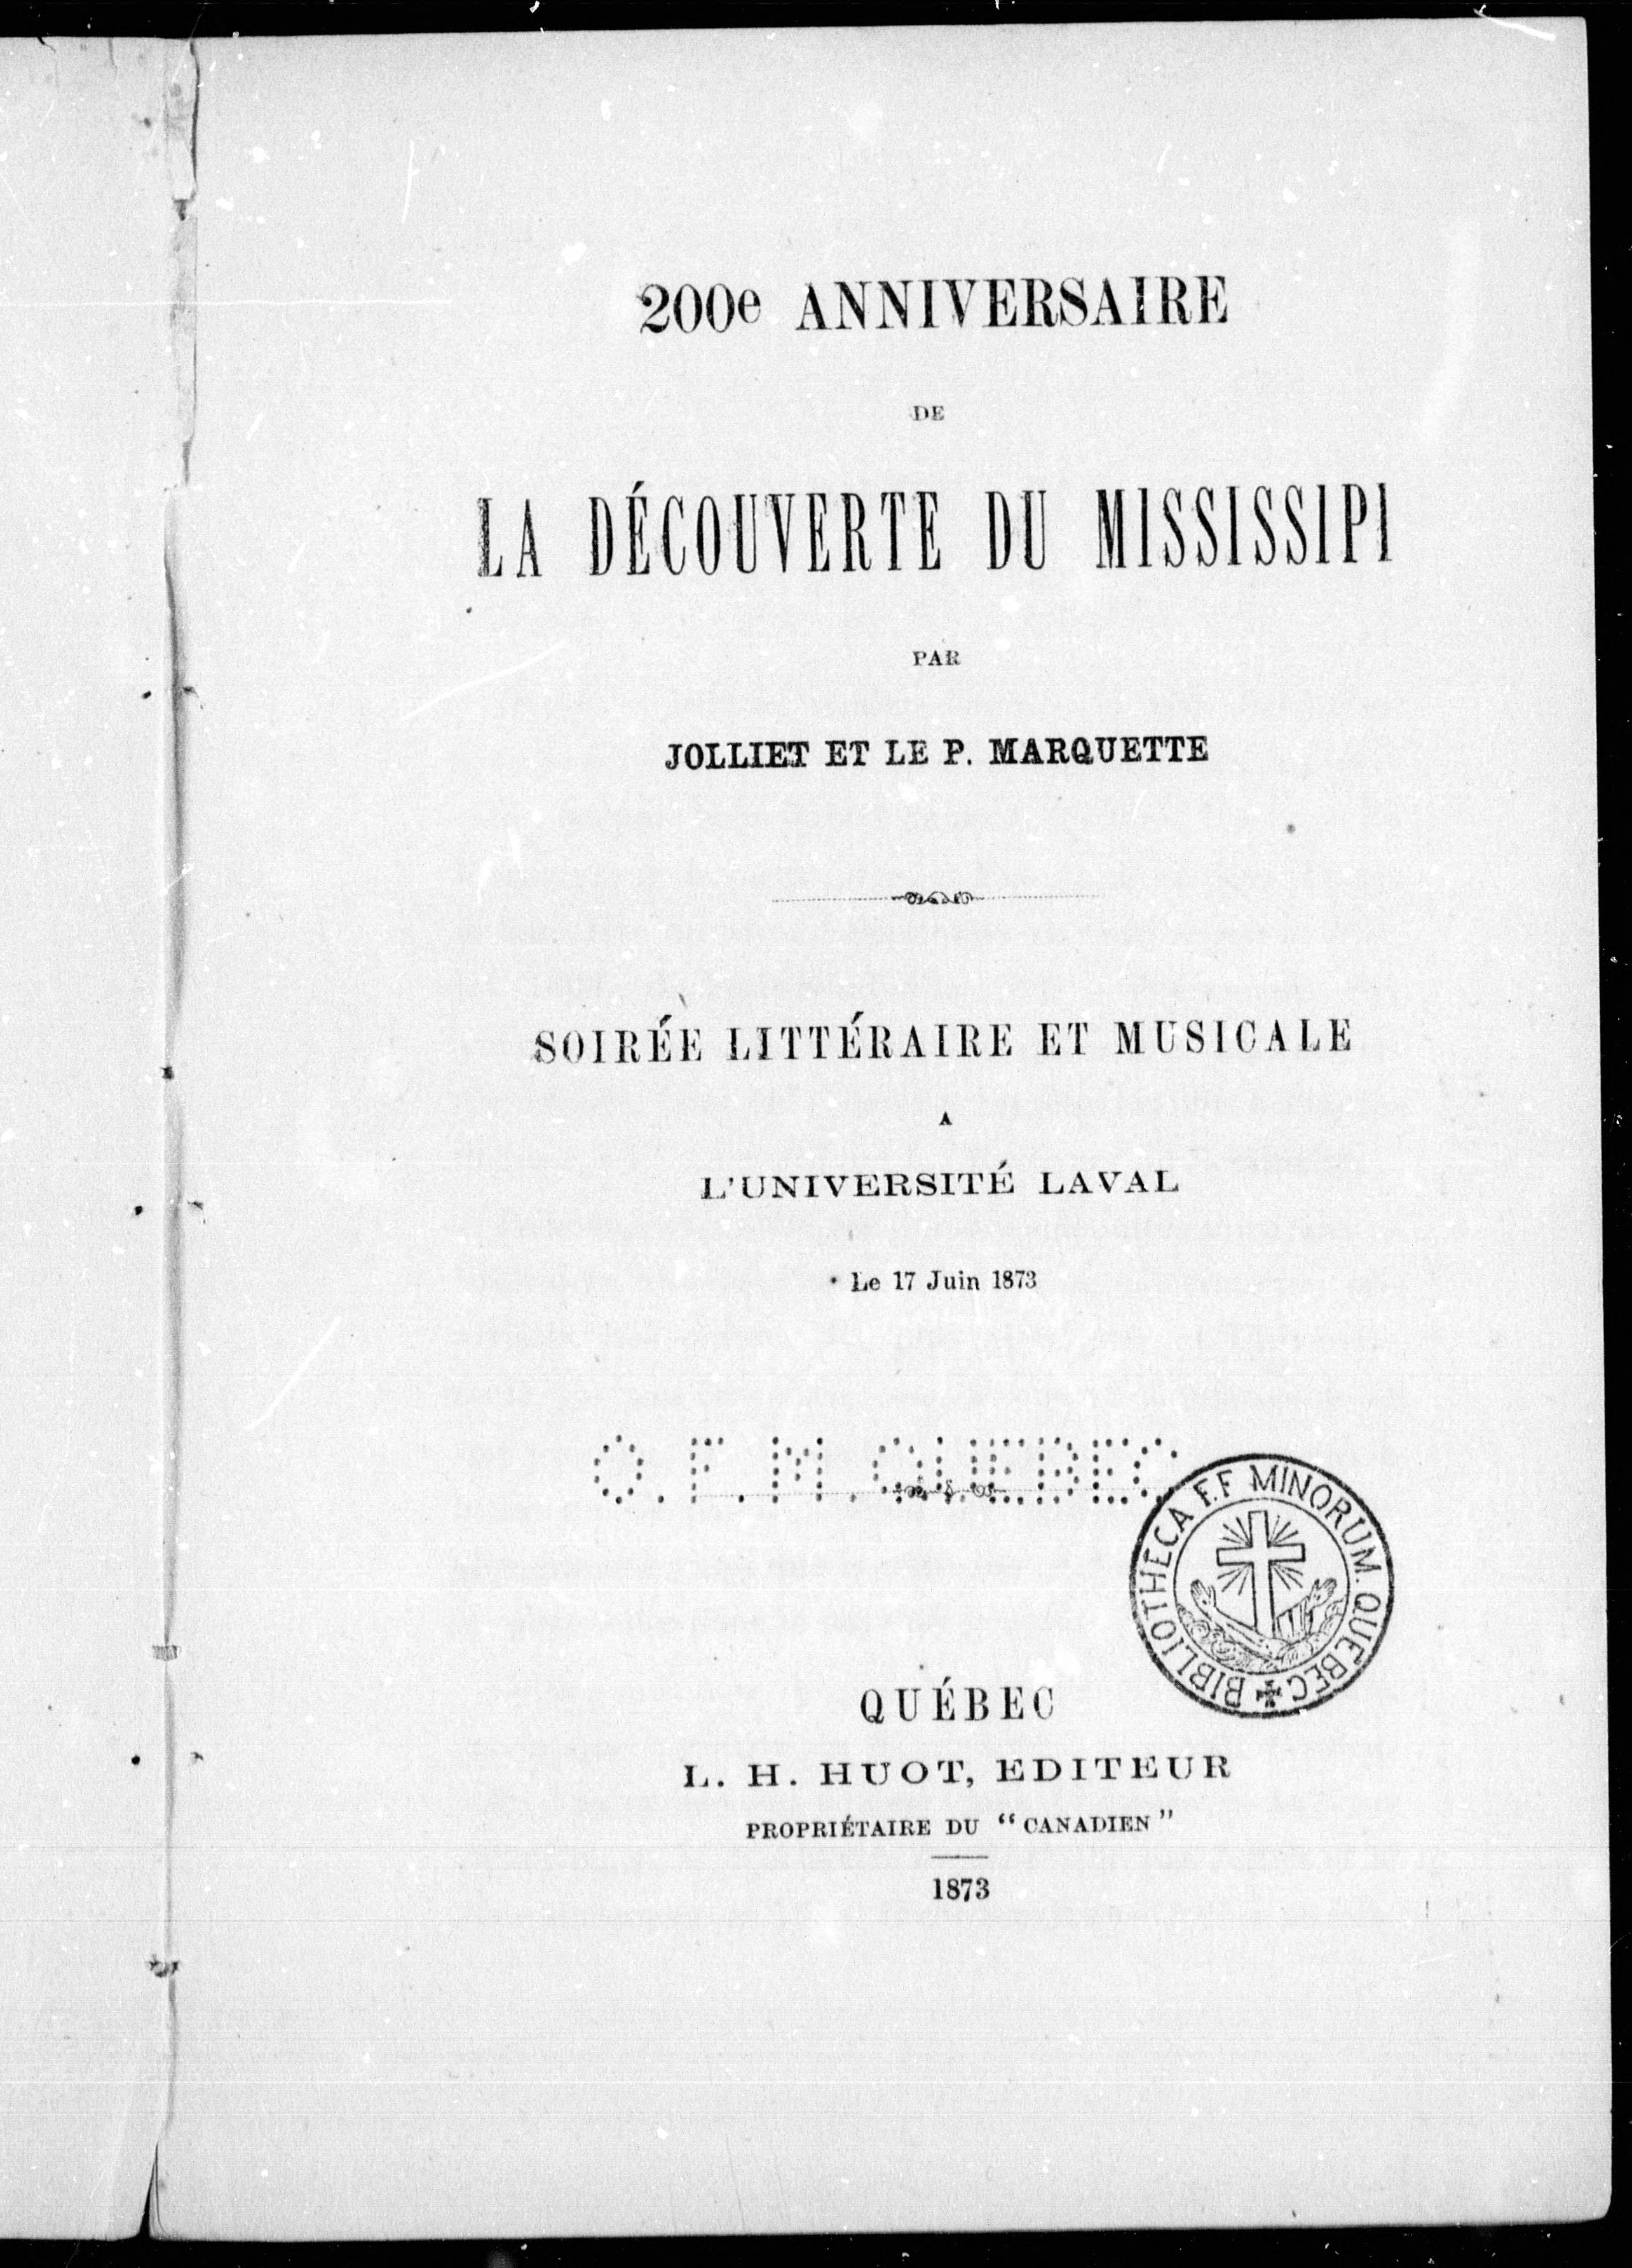 200e ANNIVERSAIRE
DE
LA DÉCOUVERTE DU MISSISSIPI
PAR
JOLLIET ET LE P. MARQUETTE
SOIRÉE LITTÉRAIRE ET MUSICALE
A
L'UNIVERSITÉ LAVAL
Le 17 Juin 1873
O.F.M. QUEBEC
BIBLIOTHECA F.F MINORUM. QUEBEC
QUÉBEC
L. H. HUOT, EDITEUR
PROPRIÉTAIRE DU "CANADIEN"
1873